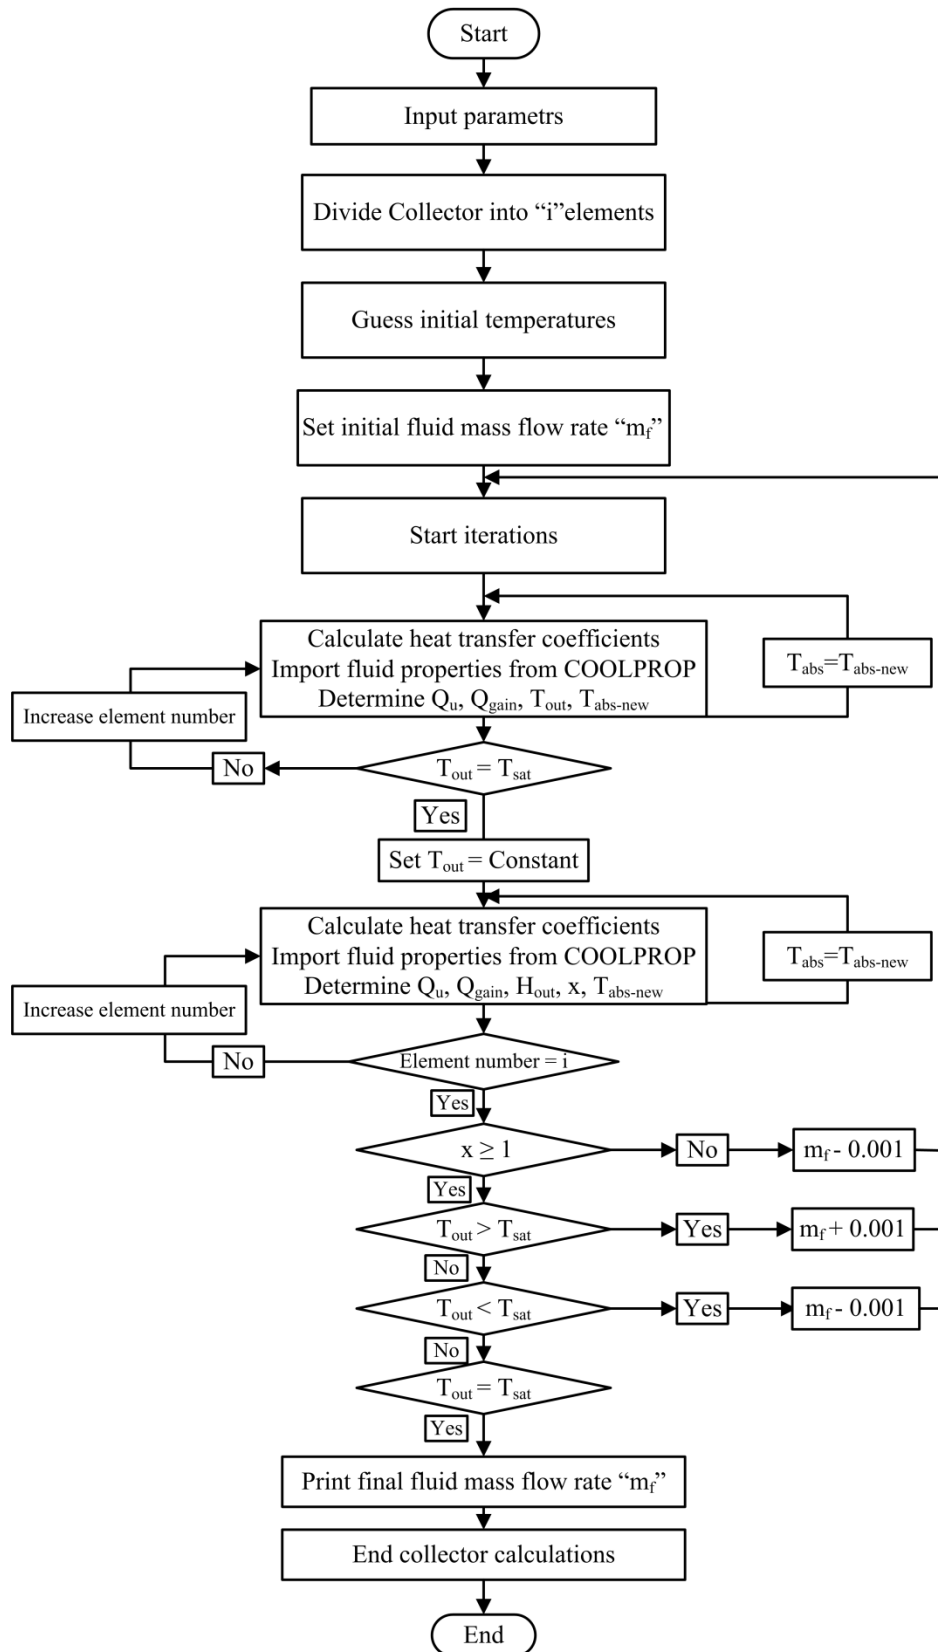 Start
Input parametrs
Divide Collector into “i”elements
Guess initial temperatures
Set initial fluid mass flow rate “mf”
Start iterations
Calculate heat transfer coefficients
Import fluid properties from COOLPROP
Determine Qu, Qgain, Tout, Tabs-new
Tabs=Tabs-new
Increase element number
No
Tout = Tsat
Yes
Set Tout = Constant
Calculate heat transfer coefficients
Import fluid properties from COOLPROP
Determine Qu, Qgain, Hout, x, Tabs-new
Tabs=Tabs-new
Increase element number
No
Element number = i
Yes
x ≥ 1
No
mf - 0.001
Yes
Tout > Tsat
Yes
mf + 0.001
No
Tout < Tsat
Yes
mf - 0.001
No
Tout = Tsat
Yes
Print final fluid mass flow rate “mf”
End collector calculations
End